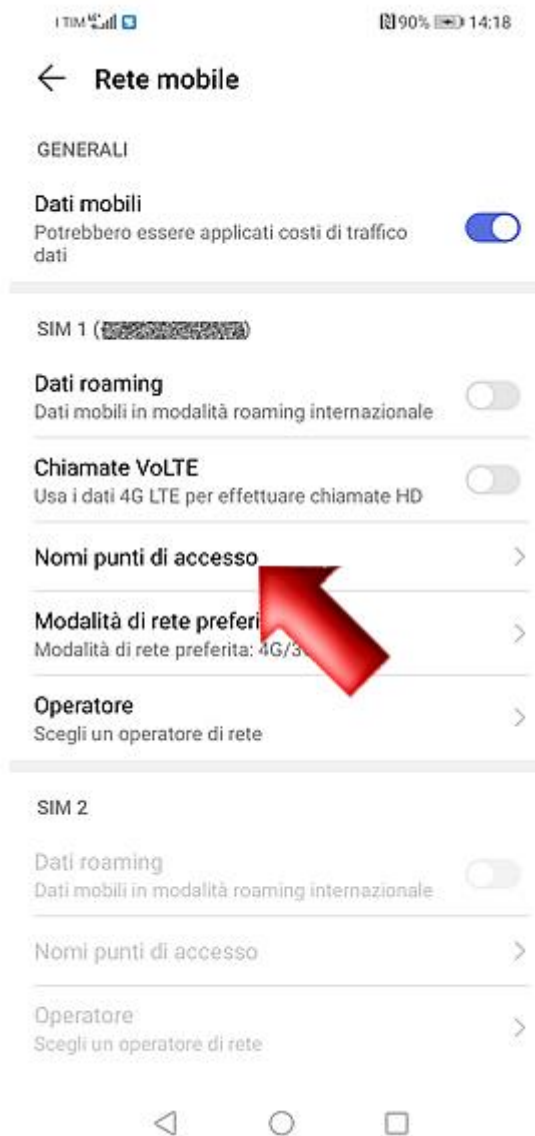 I TIM 90% 14:18
Rete mobile
GENERALI
Dati mobili
Potrebbero essere applicati costi di traffico
dati
SIM 1 ()
Dati roaming
Dati mobili in modalità roaming internazionale
Chiamate VoLTE
Usa i dati 4G LTE per effettuare chiamate HD
Nomi punti di accesso
Modalità di rete preferi
Modalità di rete preferita: 4G/3
Operatore
Scegli un operatore di rete
SIM 2
Dati roaming
Dati mobili in modalità roaming internazionale
Nomi punti di accesso
Operatore
Scegli un operatore di rete